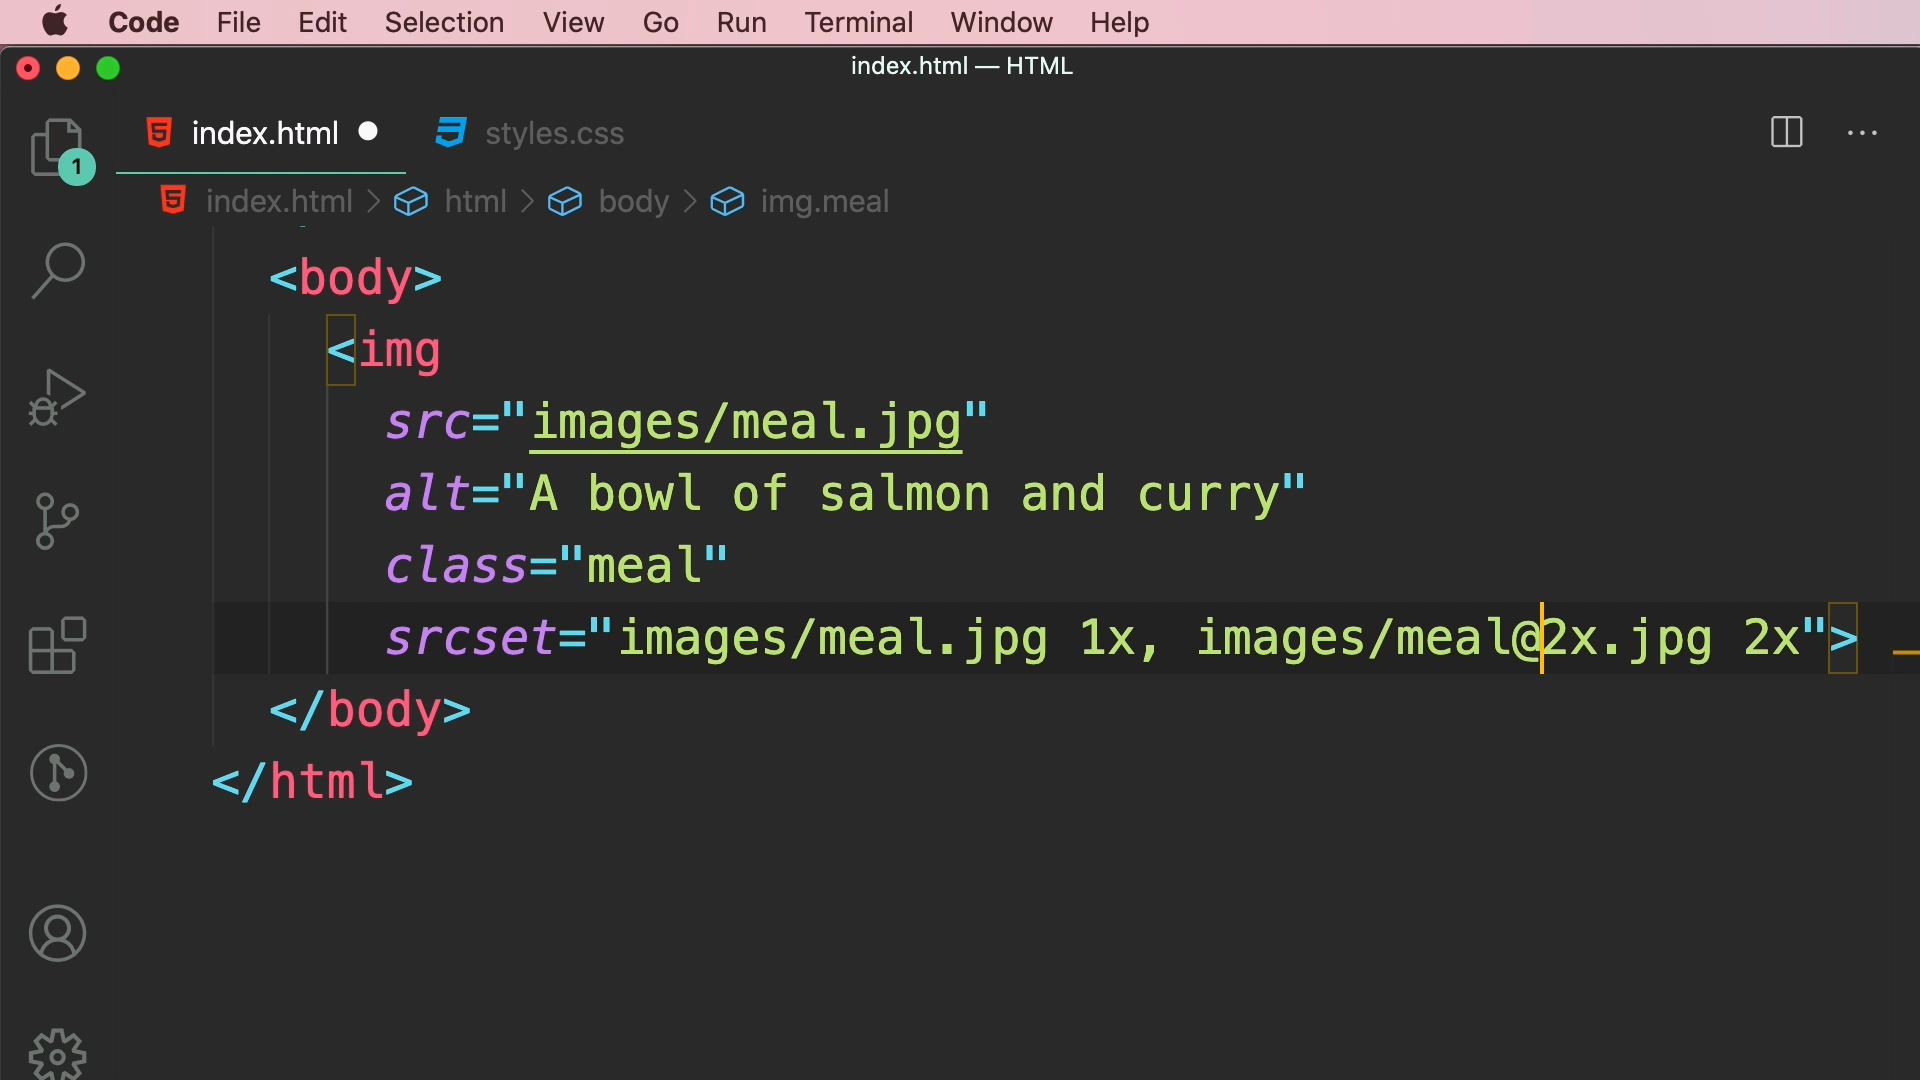 Code File Edit Selection View Go Run Terminal Window Help
index.html — HTML
index.html styles.css
1
index.html > html > body > img.meal
<body>
<img
src="images/meal.jpg"
alt="A bowl of salmon and curry"
class="meal"
srcset="images/meal.jpg 1x, images/meal@2x.jpg 2x">
</body>
</html>